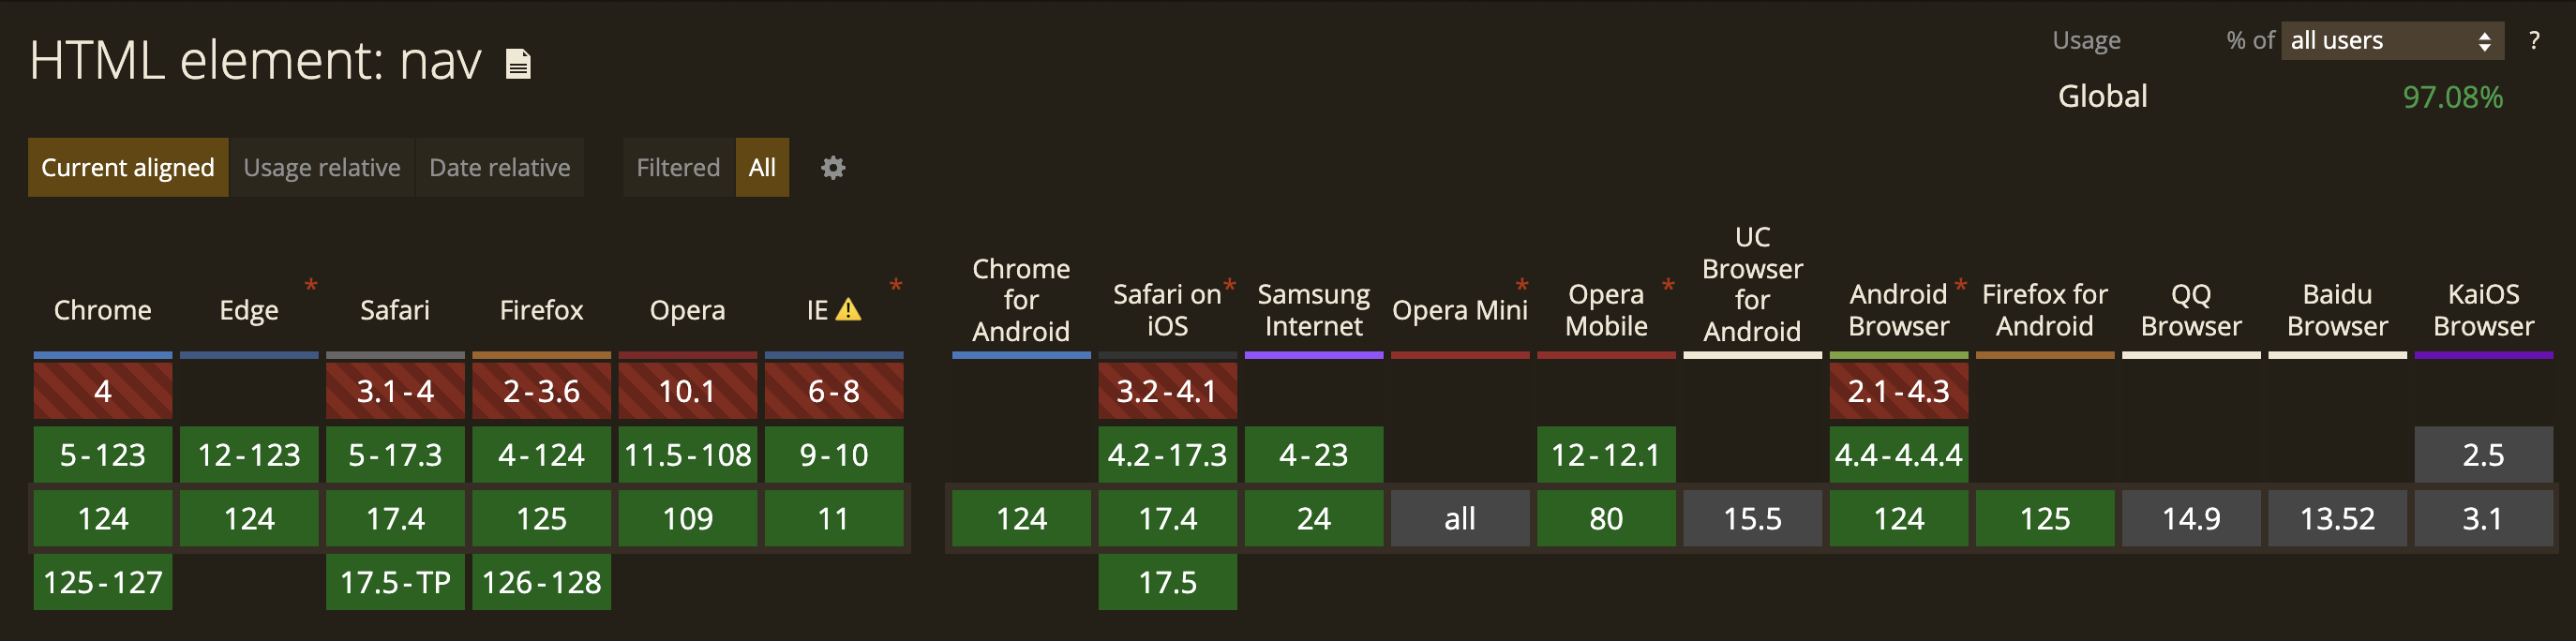 HTML element: nav
Usage % of all users ?
Global 97.08%
Current aligned Usage relative Date relative Filtered All
Chrome Edge * Safari Firefox Opera IE ⚠️ * Chrome for Android Safari on iOS * Samsung Internet Opera Mini * Opera Mobile * UC Browser for Android Android Browser * Firefox for Android QQ Browser Baidu Browser KaiOS Browser
4 3.1-4 2-3.6 10.1 6-8 3.2-4.1 2.1-4.3
5-123 12-123 5-17.3 4-124 11.5-108 9-10 4.2-17.3 4-23 12-12.1 4.4-4.4.4 2.5
124 124 17.4 125 109 11 124 17.4 24 all 80 15.5 124 125 14.9 13.52 3.1
125-127 17.5-TP 126-128 17.5